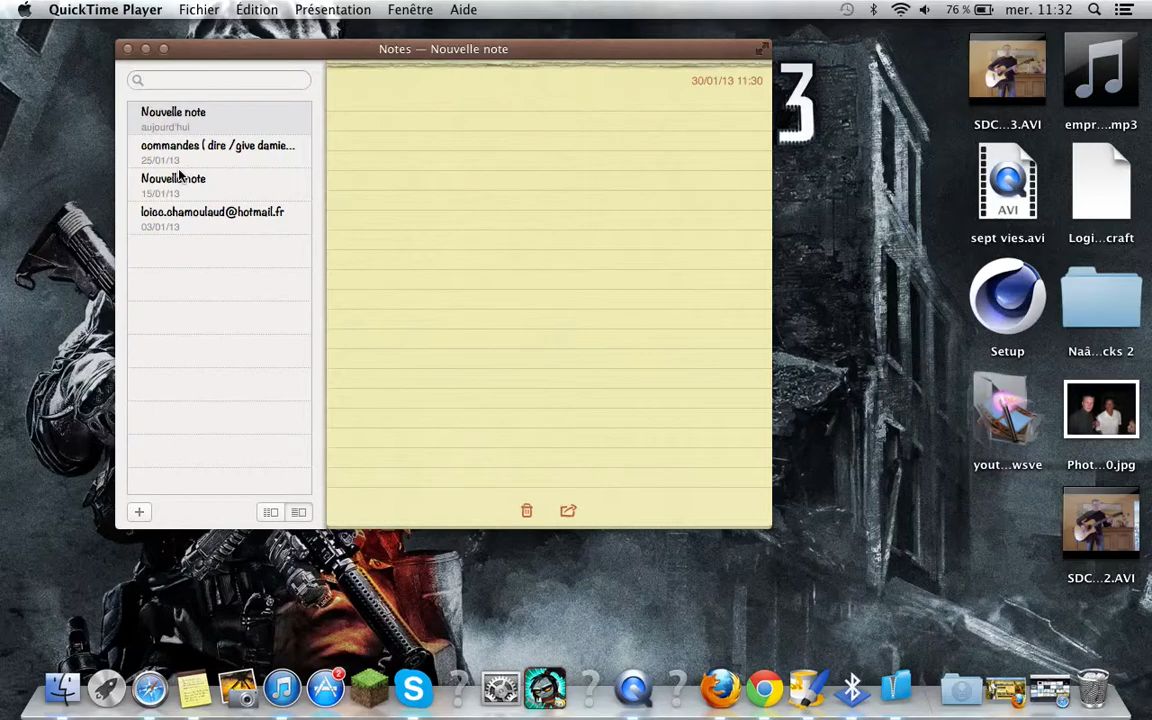 QuickTime Player Fichier Édition Présentation Fenêtre Aide 76 % mer. 11:32
Notes — Nouvelle note
30/01/13 11:30
Nouvelle note
aujourd'hui
commandes ( dire /give damie...
25/01/13
Nouvelle note
15/01/13
loicc.chamoulaud@hotmail.fr
03/01/13
3
SDC...3.AVI
empr....mp3
AVI
sept vies.avi
Logi...craft
Setup
Naâ...cks 2
yout...wsve
Phot...0.jpg
SDC...2.AVI
2